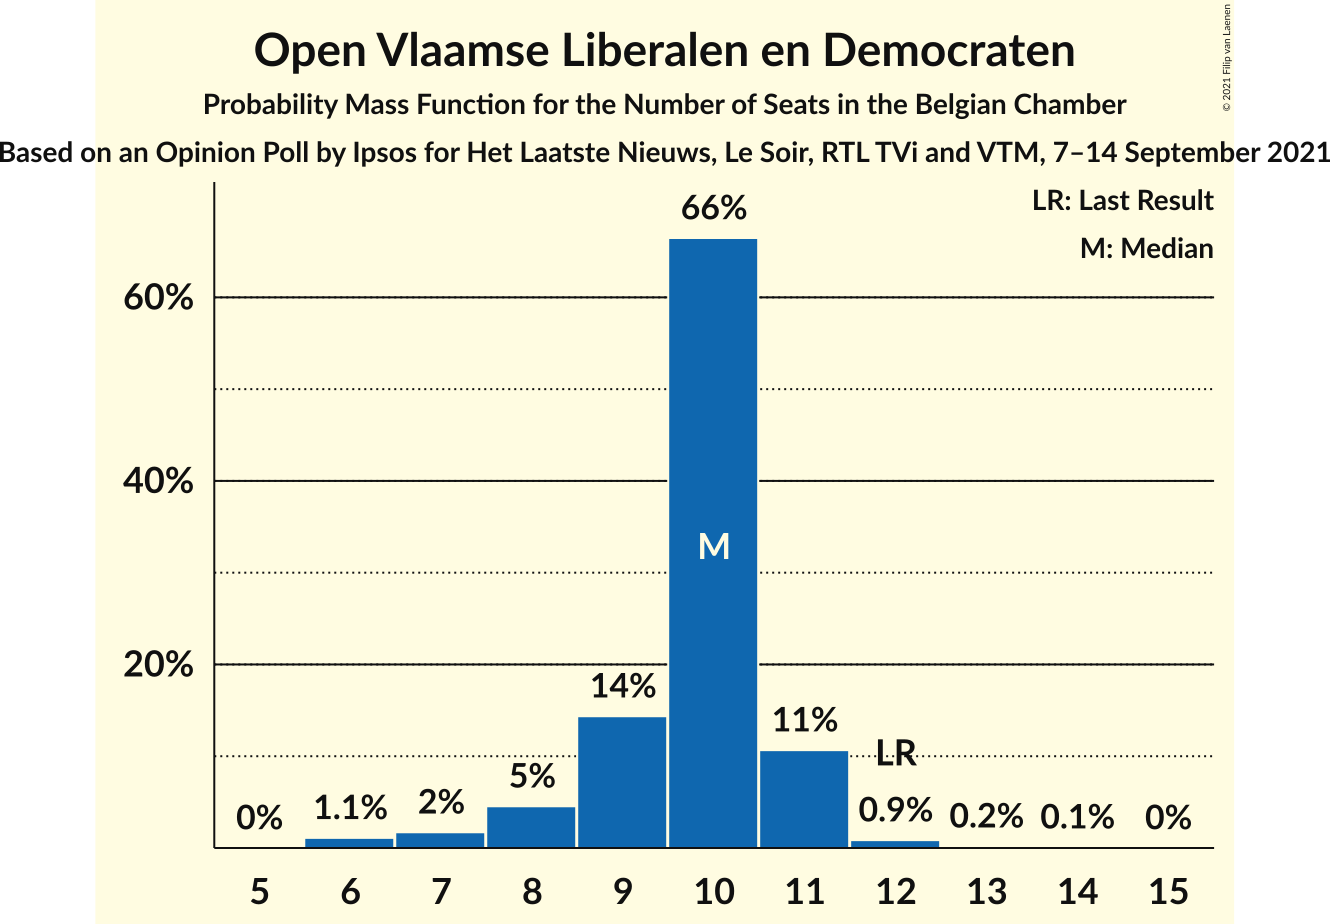 Open Vlaamse Liberalen en Democraten
Probability Mass Function for the Number of Seats in the Belgian Chamber
Based on an Opinion Poll by Ipsos for Het Laatste Nieuws, Le Soir, RTL TVi and VTM, 7–14 September 2021
© 2021 Filip van Laenen
LR: Last Result
M: Median
66%
60%
40%
M
20%
14%
11%
LR
5%
2%
1.1%
0.9%
0.2%
0.1%
0%
0%
5 6 7 8 9 10 11 12 13 14 15